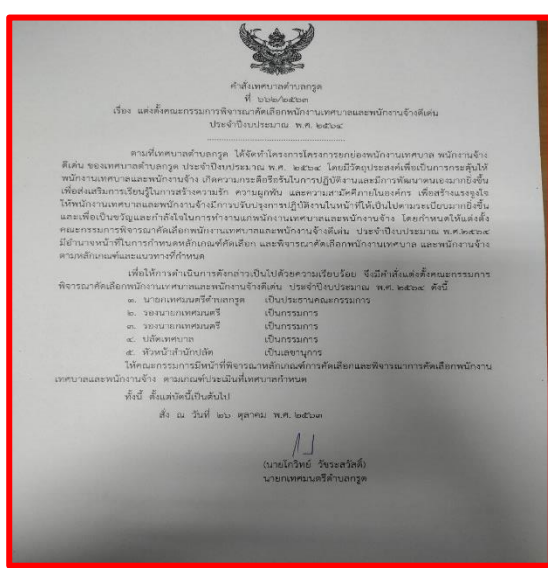 คำสั่งเทศบาลตำบลกรูด
ที่ ๖๖๒/๒๕๖๓
เรื่อง แต่งตั้งคณะกรรมการพิจารณาคัดเลือกพนักงานเทศบาลและพนักงานจ้างดีเด่น
ประจำปีงบประมาณ พ.ศ. ๒๕๖๔
ตามที่เทศบาลตำบลกรูด ได้จัดทำโครงการโครงการยกย่องพนักงานเทศบาล พนักงานจ้าง
ดีเด่น ของเทศบาลตำบลกรูด ประจำปีงบประมาณ พ.ศ. ๒๕๖๔ โดยมีวัตถุประสงค์เพื่อเป็นการกระตุ้นให้
พนักงานเทศบาลและพนักงานจ้าง เกิดความกระตือรือร้นในการปฏิบัติงานและมีการพัฒนาตนเองมากยิ่งขึ้น
เพื่อส่งเสริมการเรียนรู้ในการสร้างความรัก ความผูกพัน และความสามัคคีภายในองค์กร เพื่อสร้างแรงจูงใจ
ให้พนักงานเทศบาลและพนักงานจ้างมีการปรับปรุงการปฏิบัติงานในหน้าที่ให้เป็นไปตามระเบียบมากยิ่งขึ้น
และเพื่อเป็นขวัญและกำลังใจในการทำงานแก่พนักงานเทศบาลและพนักงานจ้าง โดยกำหนดให้แต่งตั้ง
คณะกรรมการพิจารณาคัดเลือกพนักงานเทศบาลและพนักงานจ้างดีเด่น ประจำปีงบประมาณ พ.ศ.๒๕๖๔
มีอำนาจหน้าที่ในการกำหนดหลักเกณฑ์คัดเลือก และพิจารณาคัดเลือกพนักงานเทศบาล และพนักงานจ้าง
ตามหลักเกณฑ์และแนวทางที่กำหนด
เพื่อให้การดำเนินการดังกล่าวเป็นไปด้วยความเรียบร้อย จึงมีคำสั่งแต่งตั้งคณะกรรมการ
พิจารณาคัดเลือกพนักงานเทศบาลและพนักงานจ้างดีเด่น ประจำปีงบประมาณ พ.ศ. ๒๕๖๔ ดังนี้
๑. นายกเทศมนตรีตำบลกรูด เป็นประธานคณะกรรมการ
๒. รองนายกเทศมนตรี เป็นกรรมการ
๓. รองนายกเทศมนตรี เป็นกรรมการ
๔. ปลัดเทศบาล เป็นกรรมการ
๕. หัวหน้าสำนักปลัด เป็นเลขานุการ
ให้คณะกรรมการมีหน้าที่พิจารณาหลักเกณฑ์การคัดเลือกและพิจารณาการคัดเลือกพนักงาน
เทศบาลและพนักงานจ้าง ตามเกณฑ์ประเมินที่เทศบาลกำหนด
ทั้งนี้ ตั้งแต่บัดนี้เป็นต้นไป
สั่ง ณ วันที่ ๒๖ ตุลาคม พ.ศ. ๒๕๖๓
(นายโกวิทย์ วัชระสวัสดิ์)
นายกเทศมนตรีตำบลกรูด